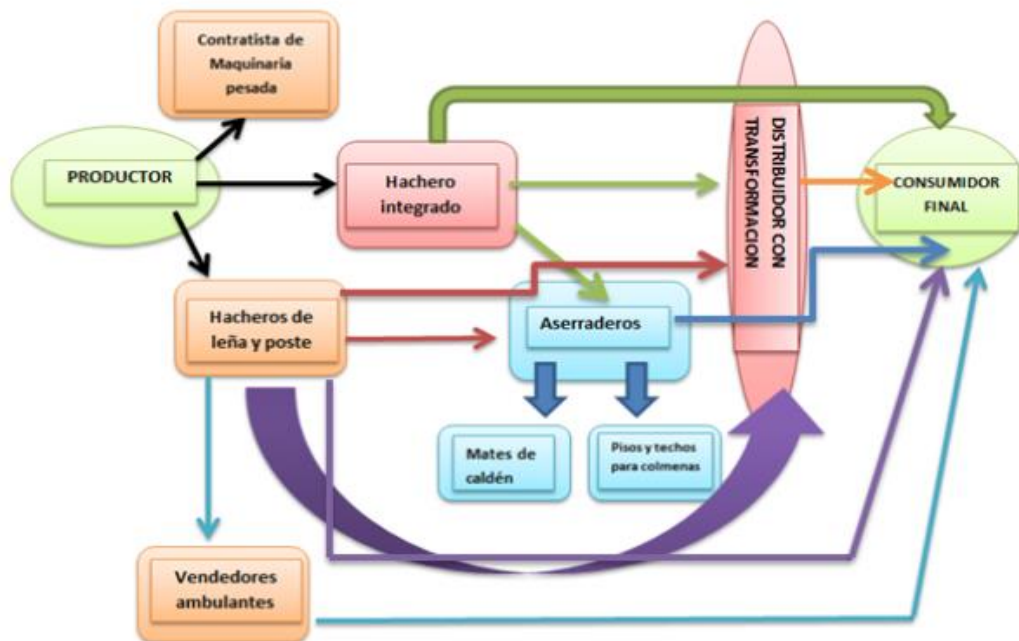 Contratista de
Maquinaria
pesada
PRODUCTOR
Hachero
integrado
DISTRIBUIDOR CON
TRANSFORMACION
CONSUMIDOR
FINAL
Hacheros de
leña y poste
Aserraderos
Mates de
caldén
Pisos y techos
para colmenas
Vendedores
ambulantes